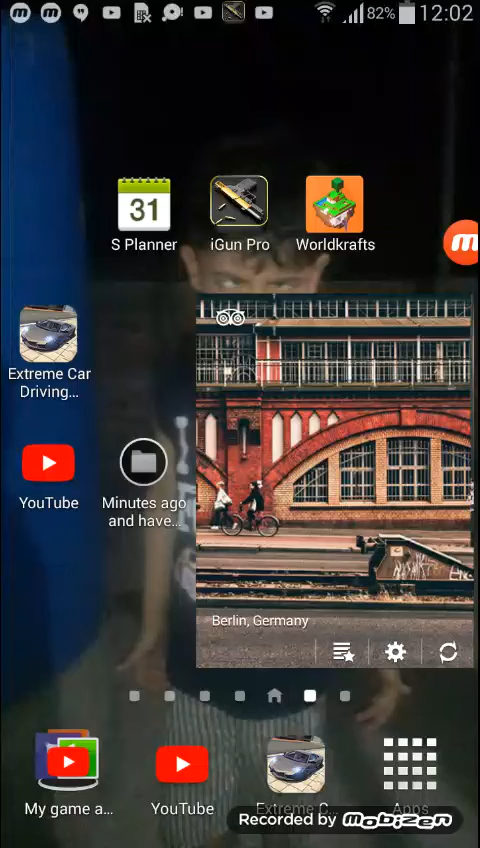 82% 12:02
31
S Planner
iGun Pro
Worldkrafts
Extreme Car
Driving...
YouTube
Minutes ago
and have...
Berlin, Germany
My game a...
YouTube
Extreme C...
Apps
Recorded by mobizen